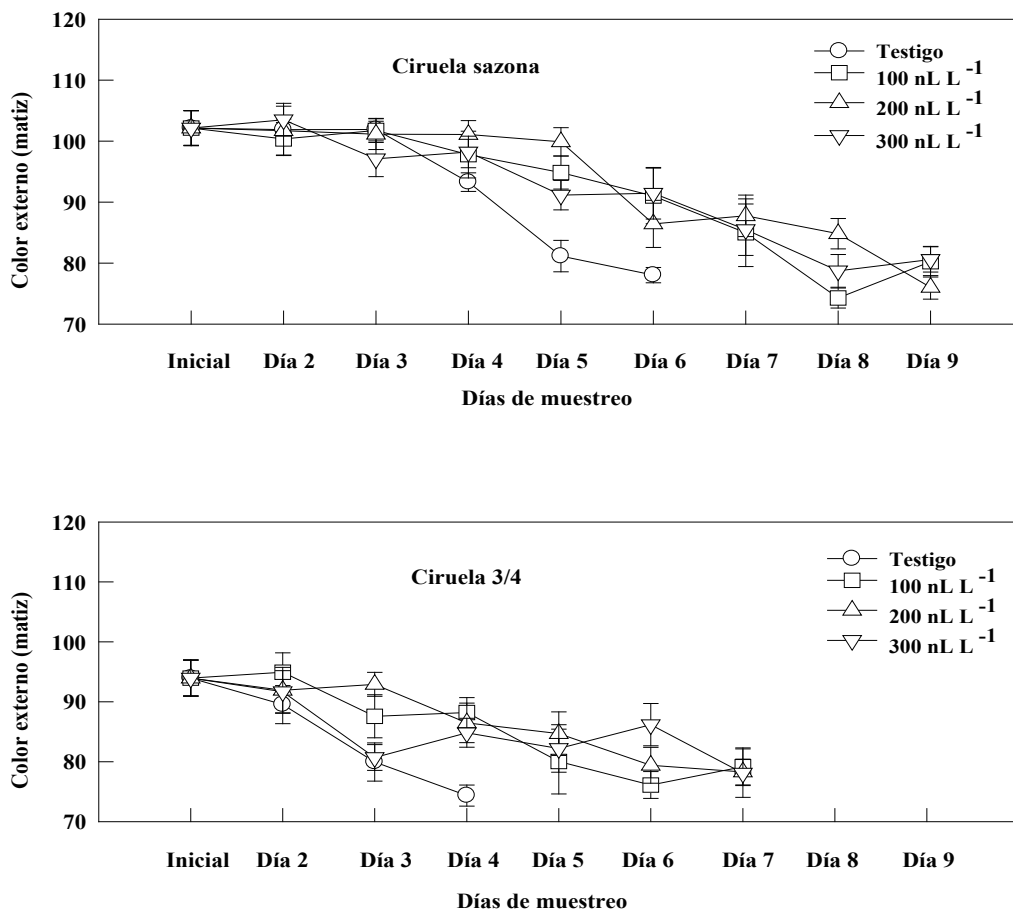 120
110
100
90
80
70
Color externo (matiz)
Ciruela sazona
Testigo
100 nL L -1
200 nL L -1
300 nL L -1
Inicial Día 2 Día 3 Día 4 Día 5 Día 6 Día 7 Día 8 Día 9
Días de muestreo
120
110
100
90
80
70
Color externo (matiz)
Ciruela 3/4
Testigo
100 nL L -1
200 nL L -1
300 nL L -1
Inicial Día 2 Día 3 Día 4 Día 5 Día 6 Día 7 Día 8 Día 9
Días de muestreo